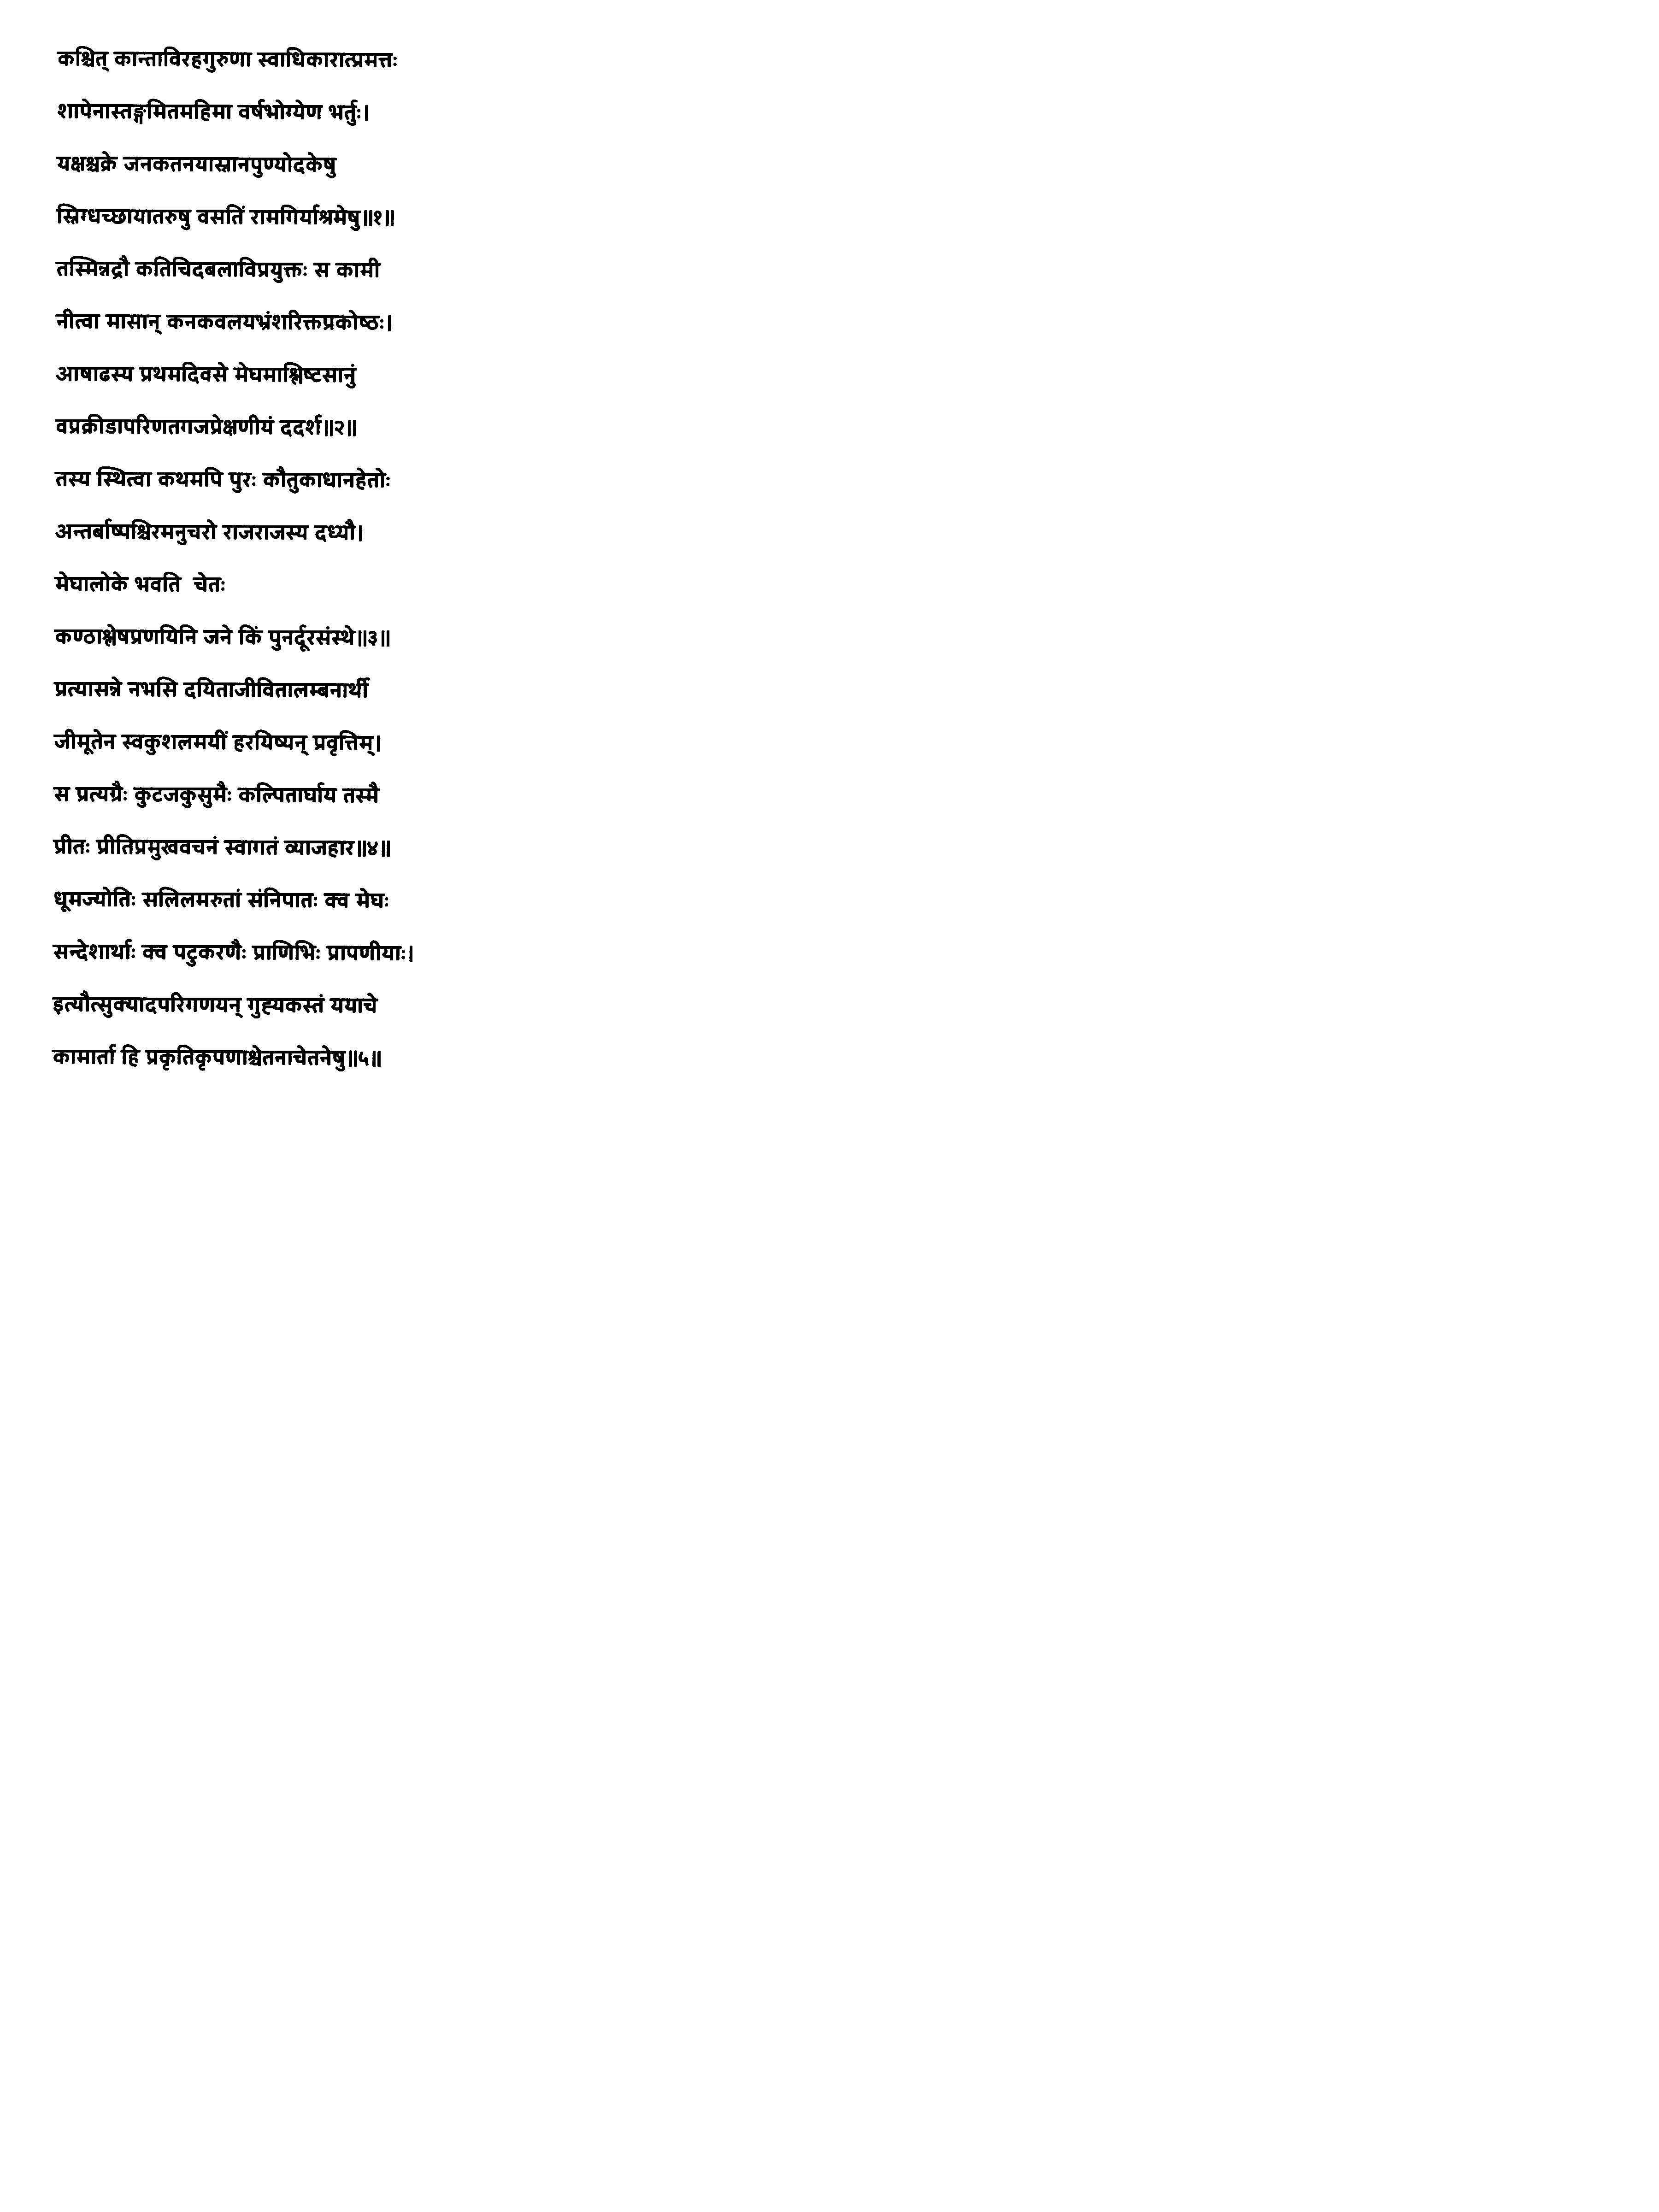 कश्चित् कान्ताविरहगुरुणा स्वाधिकारात्प्रमत्तः
शापेनास्तङ्गमितमहिमा वर्षभोग्येण भर्तुः।
यक्षश्चक्रे जनकतनयास्नानपुण्योदकेषु
स्निग्धच्छायातरुषु वसतिं रामगिर्याश्रमेषु॥१॥
तस्मिन्नद्रौ कतिचिदबलाविप्रयुक्तः स कामी
नीत्वा मासान् कनकवलयभ्रंशरिक्तप्रकोष्ठः।
आषाढस्य प्रथमदिवसे मेघमाश्लिष्टसानुं
वप्रक्रीडापरिणतगजप्रेक्षणीयं ददर्श॥२॥
तस्य स्थित्वा कथमपि पुरः कौतुकाधानहेतोः
अन्तर्बाष्पश्चिरमनुचरो राजराजस्य दध्यौ।
मेघालोके भवति चेतः
कण्ठाश्लेषप्रणयिनि जने किं पुनर्दूरसंस्थे॥३॥
प्रत्यासन्ने नभसि दयिताजीवितालम्बनार्थी
जीमूतेन स्वकुशलमयीं हरयिष्यन् प्रवृत्तिम्।
स प्रत्यग्रैः कुटजकुसुमैः कल्पितार्घाय तस्मै
प्रीतः प्रीतिप्रमुखवचनं स्वागतं व्याजहार॥४॥
धूमज्योतिः सलिलमरुतां संनिपातः क्व मेघः
सन्देशार्थाः क्व पटुकरणैः प्राणिभिः प्रापणीयाः।
इत्यौत्सुक्यादपरिगणयन् गुह्यकस्तं ययाचे
कामार्ता हि प्रकृतिकृपणाश्चेतनाचेतनेषु॥५॥